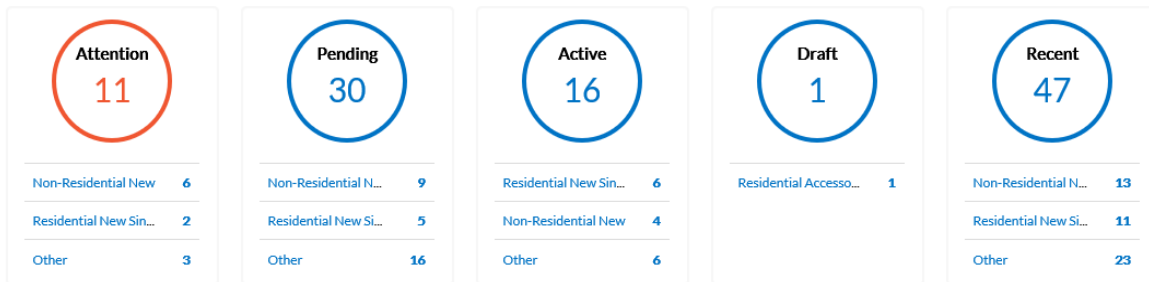 Attention
11
Non-Residential New 6
Residential New Sin... 2
Other 3
Pending
30
Non-Residential N... 9
Residential New Si... 5
Other 16
Active
16
Residential New Sin... 6
Non-Residential New 4
Other 6
Draft
1
Residential Accesso... 1
Recent
47
Non-Residential N... 13
Residential New Si... 11
Other 23